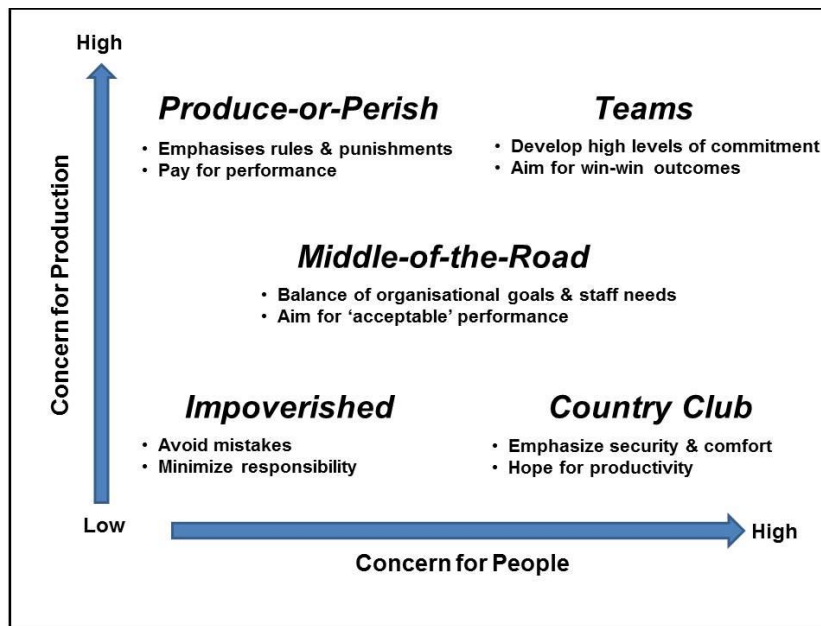 High
Produce-or-Perish
• Emphasises rules & punishments
• Pay for performance
Teams
• Develop high levels of commitment
• Aim for win-win outcomes
Concern for Production
Middle-of-the-Road
• Balance of organisational goals & staff needs
• Aim for ‘acceptable’ performance
Impoverished
• Avoid mistakes
• Minimize responsibility
Country Club
• Emphasize security & comfort
• Hope for productivity
Low
High
Concern for People